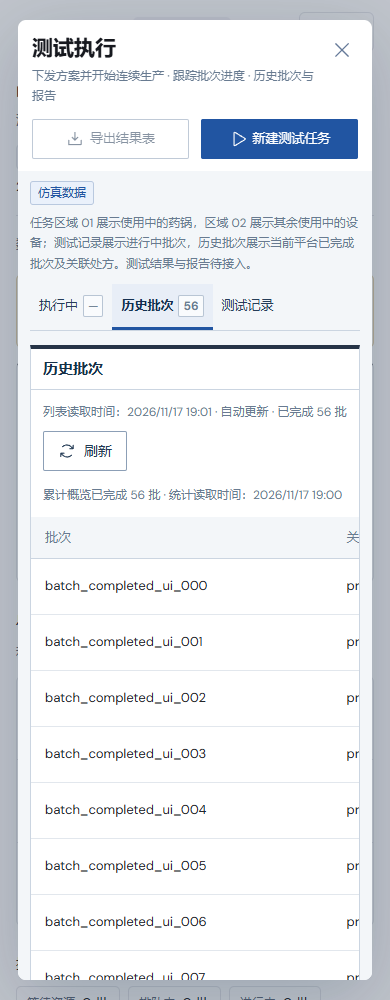 测试执行
下发方案并开始连续生产 · 跟踪批次进度 · 历史批次与
报告
导出结果表
新建测试任务
仿真数据
任务区域 01 展示使用中的药锅，区域 02 展示其余使用中的设
备；测试记录展示进行中批次，历史批次展示当前平台已完成
批次及关联处方。测试结果与报告待接入。
执行中 —
历史批次 56
测试记录
历史批次
列表读取时间：2026/11/17 19:01 · 自动更新 · 已完成 56 批
刷新
累计概览已完成 56 批 · 统计读取时间：2026/11/17 19:00
批次 关
batch_completed_ui_000 pr
batch_completed_ui_001 pr
batch_completed_ui_002 pr
batch_completed_ui_003 pr
batch_completed_ui_004 pr
batch_completed_ui_005 pr
batch_completed_ui_006 pr
batch_completed_ui_007 pr